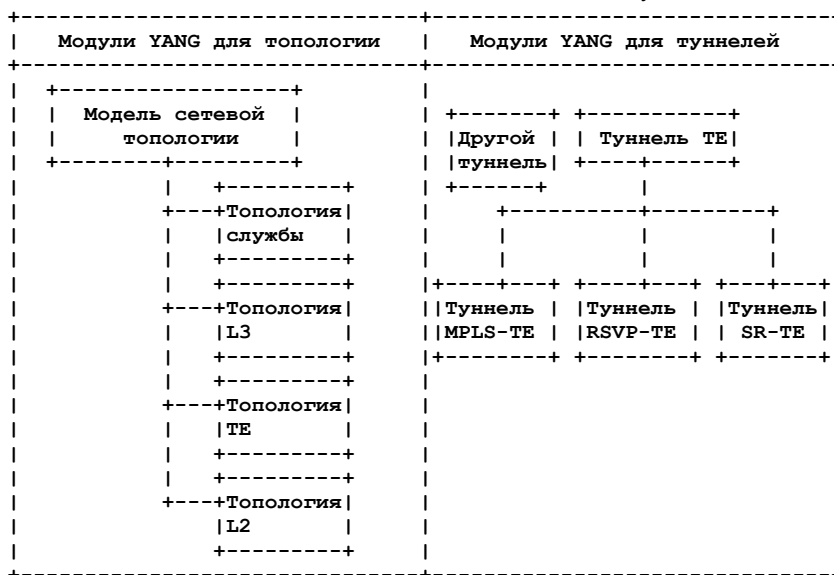 Модули YANG для топологии
Модули YANG для туннелей
Модель сетевой
топологии
Другой
туннель
Туннель TE
Топология
службы
Топология
L3
Туннель
MPLS-TE
Туннель
RSVP-TE
Туннель
SR-TE
Топология
TE
Топология
L2